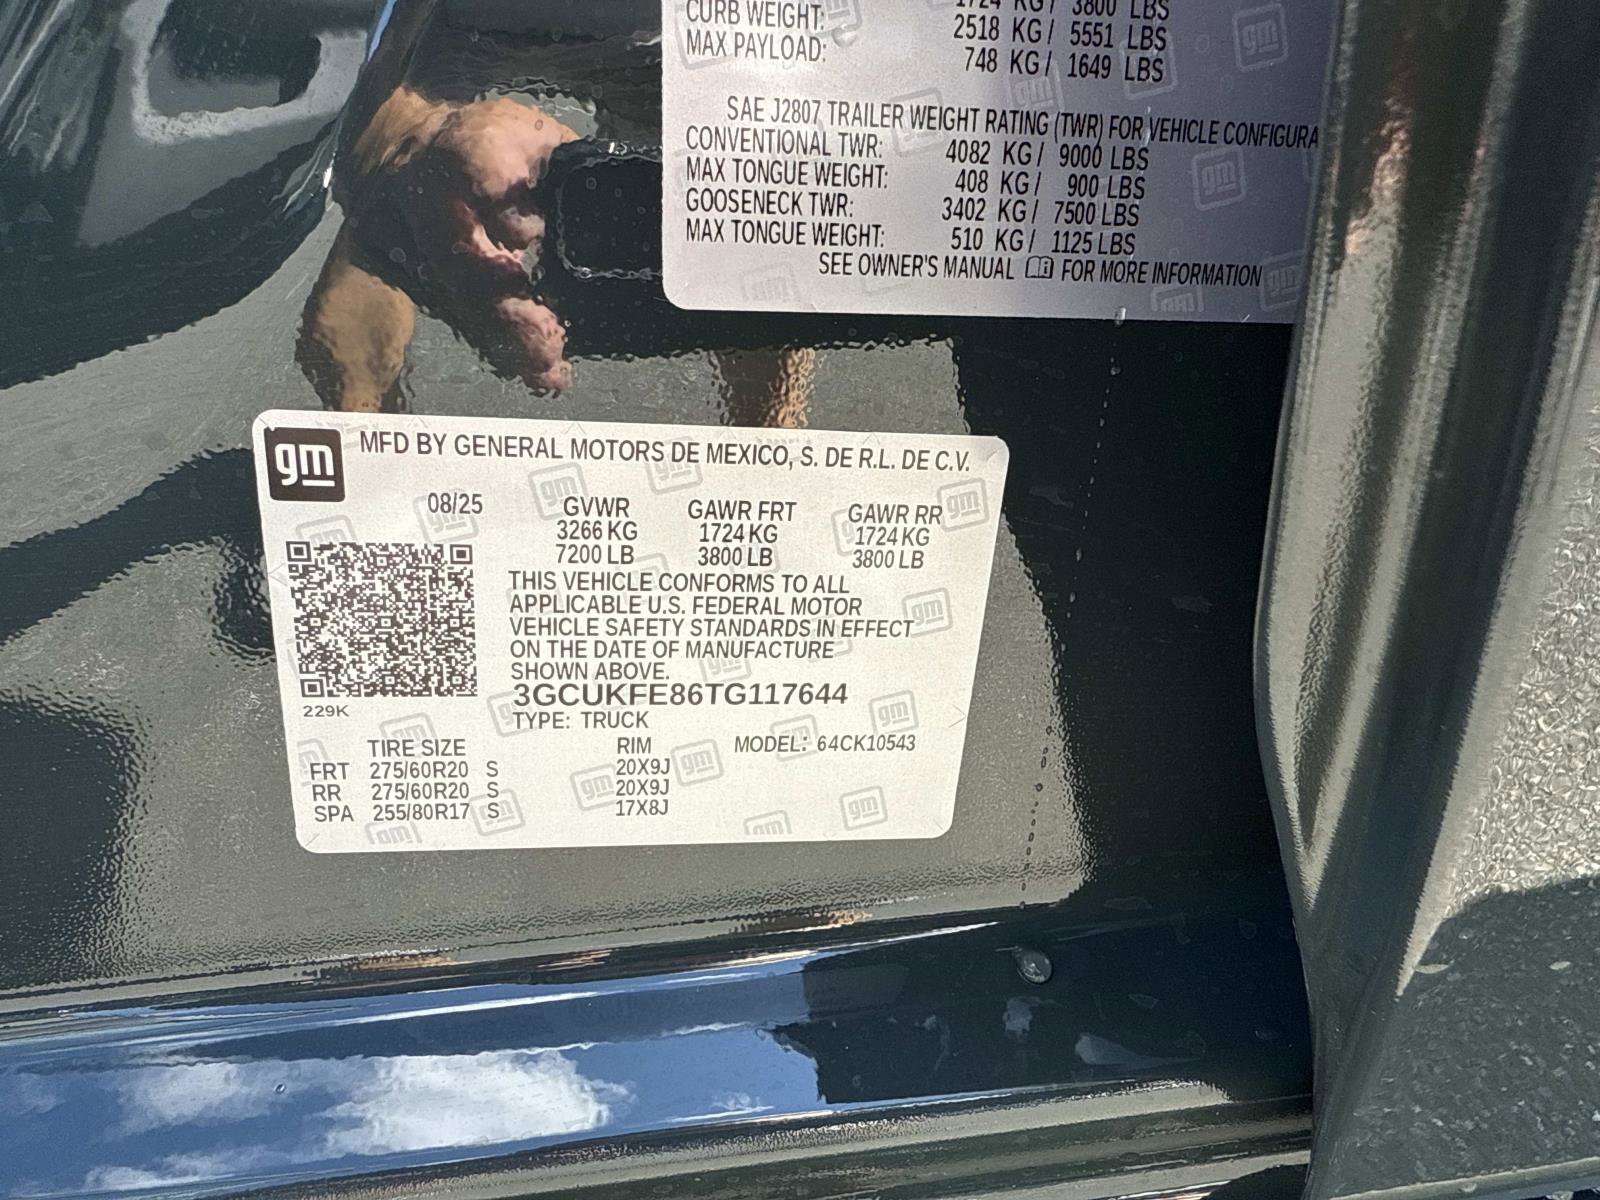 1724 KG / 3800 LBS
CURB WEIGHT: 2518 KG / 5551 LBS
MAX PAYLOAD: 748 KG / 1649 LBS
SAE J2807 TRAILER WEIGHT RATING (TWR) FOR VEHICLE CONFIGURA
CONVENTIONAL TWR: 4082 KG / 9000 LBS
MAX TONGUE WEIGHT: 408 KG / 900 LBS
GOOSENECK TWR: 3402 KG / 7500 LBS
MAX TONGUE WEIGHT: 510 KG / 1125 LBS
SEE OWNER'S MANUAL FOR MORE INFORMATION
gm MFD BY GENERAL MOTORS DE MEXICO, S. DE R.L. DE C.V.
08/25 GVWR GAWR FRT GAWR RR
3266 KG 1724 KG 1724 KG
7200 LB 3800 LB 3800 LB
THIS VEHICLE CONFORMS TO ALL
APPLICABLE U.S. FEDERAL MOTOR
VEHICLE SAFETY STANDARDS IN EFFECT
ON THE DATE OF MANUFACTURE
SHOWN ABOVE.
3GCUKFE86TG117644
229K
TYPE: TRUCK
TIRE SIZE RIM MODEL: 64CK10543
FRT 275/60R20 S 20X9J
RR 275/60R20 S 20X9J
SPA 255/80R17 S 17X8J